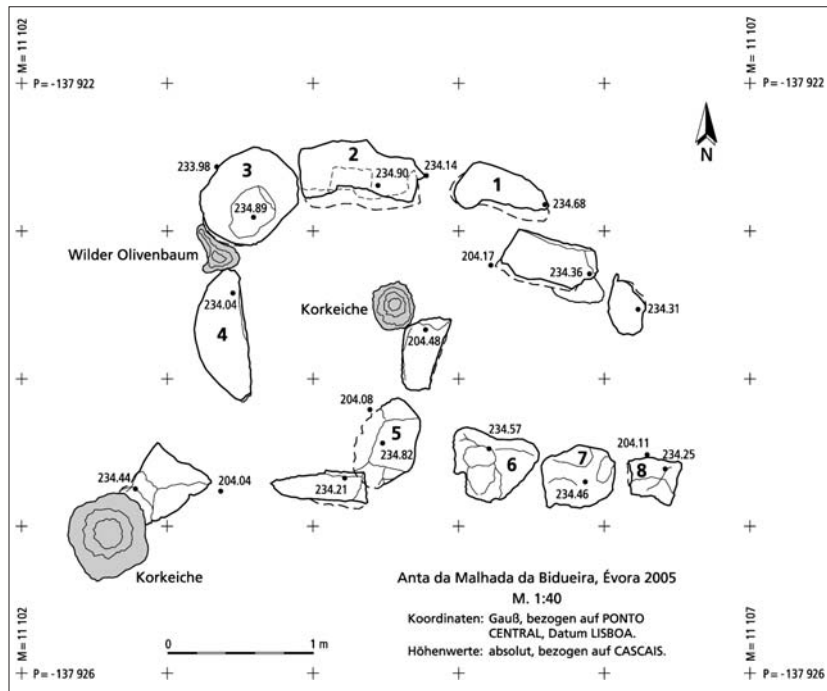 M = 11 102
M = 11 107
P = -137 922
P = -137 922
N
2
234.14
233.98
3
234.90
1
234.89
234.68
Wilder Olivenbaum
204.17
234.36
234.04
Korkeiche
234.31
4
204.48
204.08
5
234.57
204.11
7
234.25
234.82
6
8
234.44
204.04
234.21
234.46
Korkeiche
Anta da Malhada da Bidueira, Évora 2005
M. 1:40
Koordinaten: Gauß, bezogen auf PONTO
CENTRAL, Datum LISBOA.
Höhenwerte: absolut, bezogen auf CASCAIS.
0 1 m
M = 11 102
M = 11 107
P = -137 926
P = -137 926